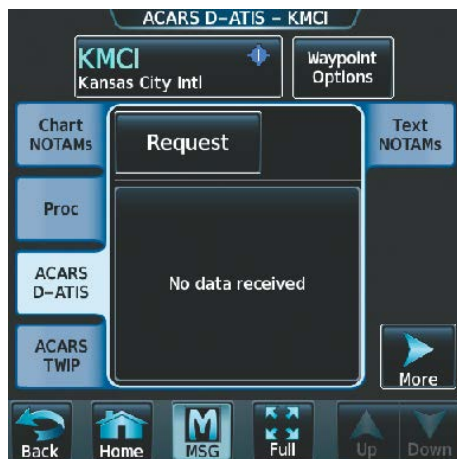 ACARS D–ATIS – KMCI
KMCI
Kansas City Intl
Waypoint
Options
Chart
NOTAMs
Request
Text
NOTAMs
Proc
ACARS
D–ATIS
No data received
ACARS
TWIP
More
Back
Home
MSG
Full
Up
Down